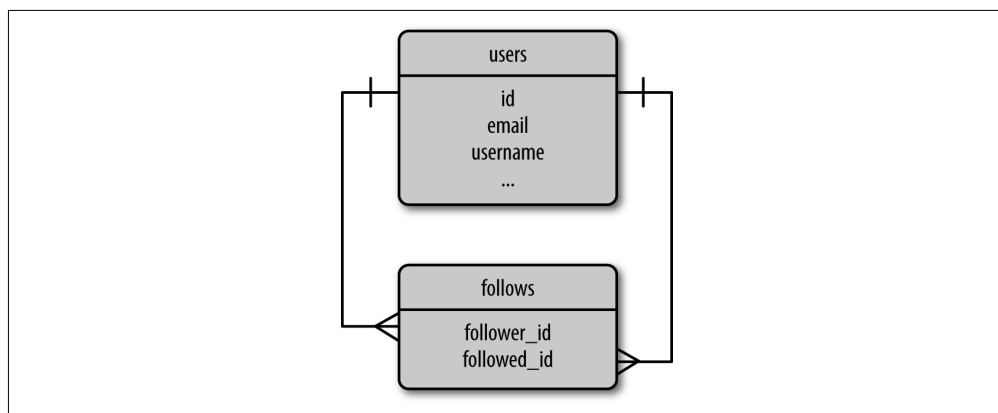 users
id
email
username
...
follows
follower_id
followed_id